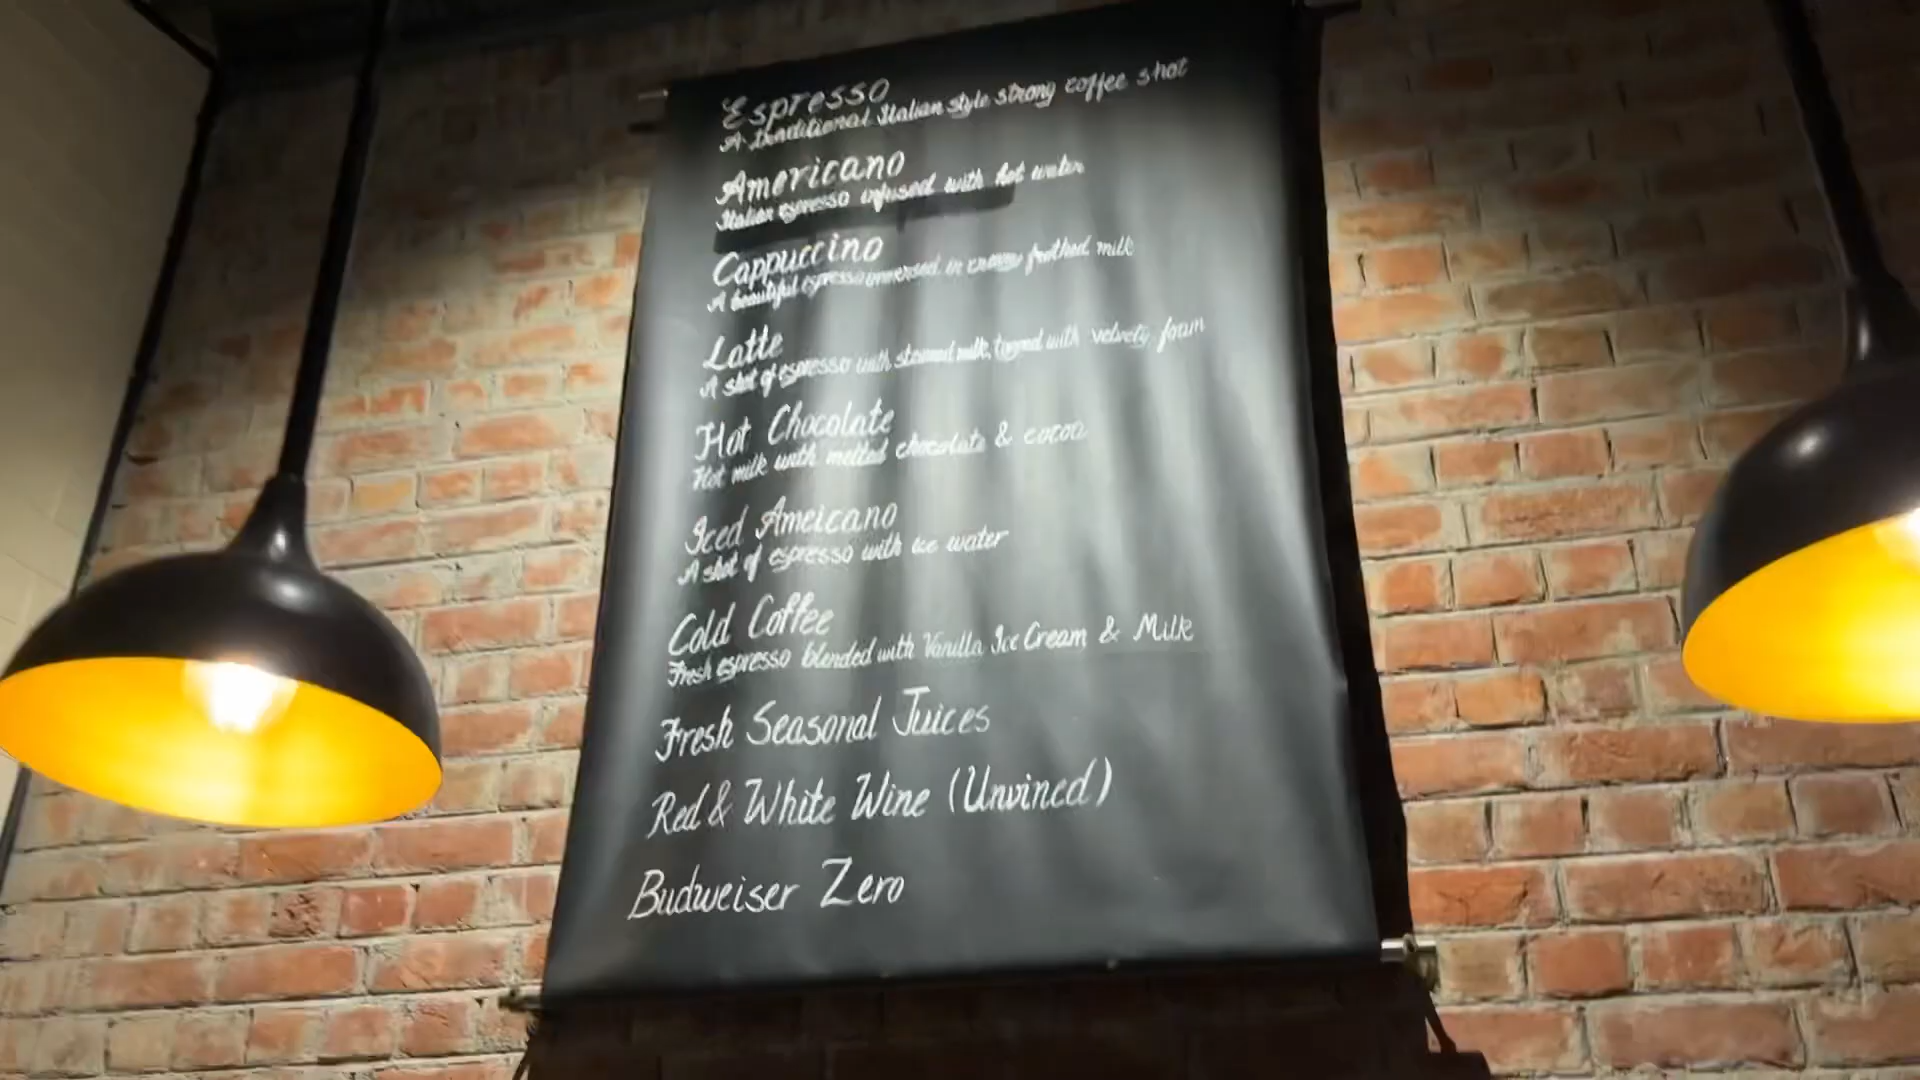 Espresso
A traditional Italian style strong coffee shot
Americano
Italian espresso infused with hot water
Cappuccino
A beautiful espresso immersed in creamy frothed milk
Latte
A shot of espresso with steamed milk, topped with velvety foam
Hot Chocolate
Hot milk with melted chocolate & cocoa
Iced Ameicano
A shot of espresso with ice water
Cold Coffee
Fresh espresso blended with Vanilla Ice Cream & Milk
Fresh Seasonal Juices
Red & White Wine (Unvined)
Budweiser Zero